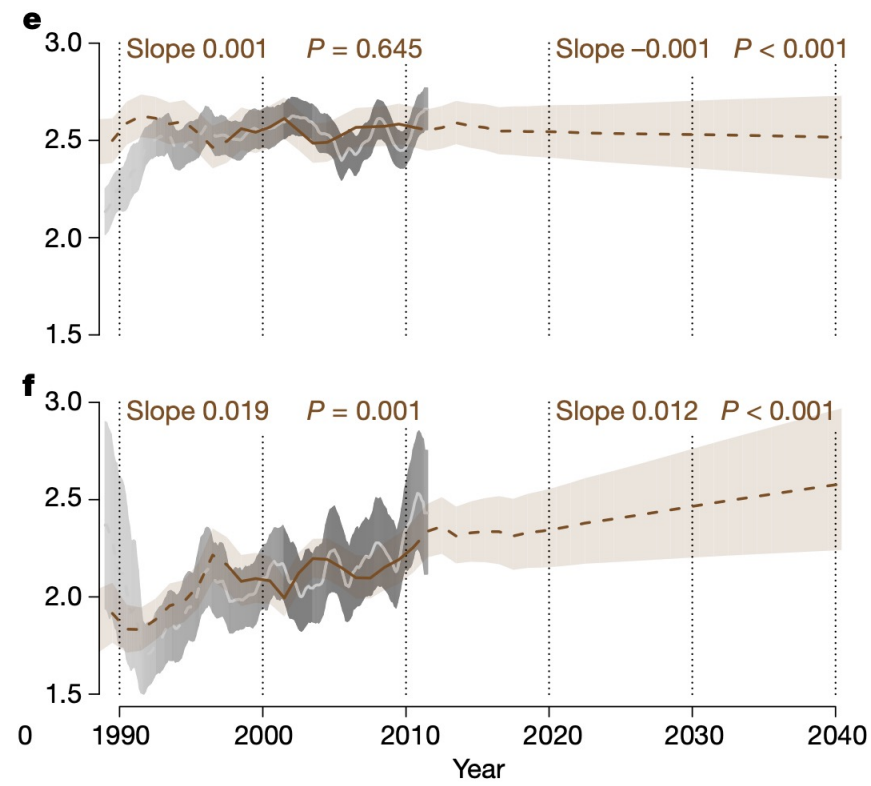 e
3.0 Slope 0.001 P = 0.645 Slope –0.001 P < 0.001
2.5
2.0
1.5
f
3.0 Slope 0.019 P = 0.001 Slope 0.012 P < 0.001
2.5
2.0
1.5
0 1990 2000 2010 2020 2030 2040
Year